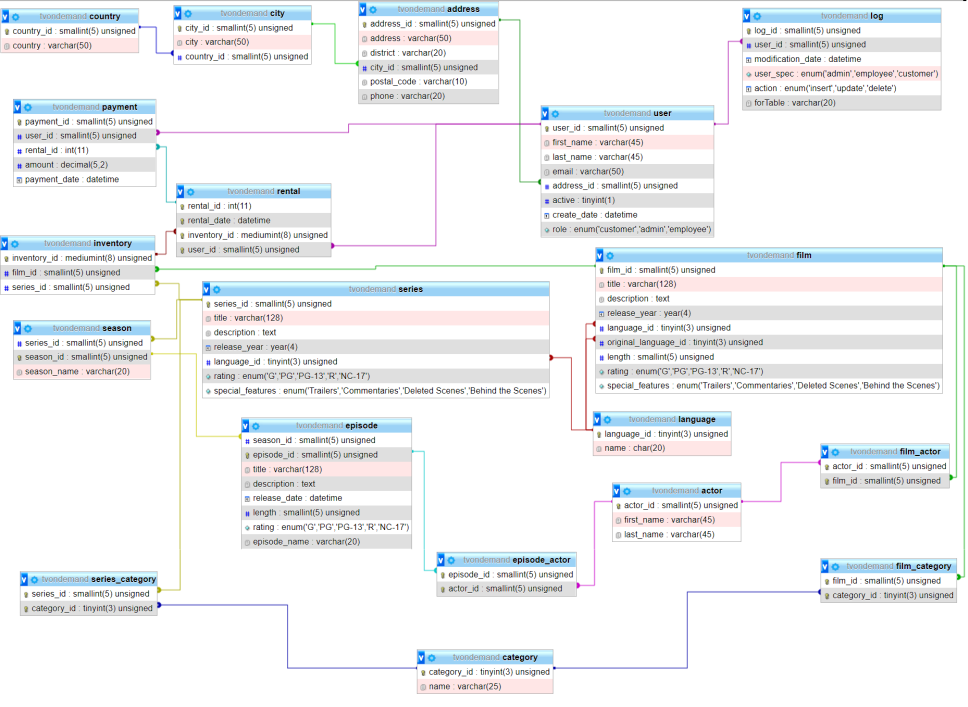 tvondemand country
country_id : smallint(5) unsigned
country : varchar(50)
tvondemand city
city_id : smallint(5) unsigned
city : varchar(50)
country_id : smallint(5) unsigned
tvondemand address
address_id : smallint(5) unsigned
address : varchar(50)
district : varchar(20)
city_id : smallint(5) unsigned
postal_code : varchar(10)
phone : varchar(20)
tvondemand log
log_id : smallint(5) unsigned
user_id : smallint(5) unsigned
modification_date : datetime
user_spec : enum('admin','employee','customer')
action : enum('insert','update','delete')
forTable : varchar(20)
tvondemand payment
payment_id : smallint(5) unsigned
user_id : smallint(5) unsigned
rental_id : int(11)
amount : decimal(5,2)
payment_date : datetime
tvondemand user
user_id : smallint(5) unsigned
first_name : varchar(45)
last_name : varchar(45)
email : varchar(50)
address_id : smallint(5) unsigned
active : tinyint(1)
create_date : datetime
role : enum('customer','admin','employee')
tvondemand rental
rental_id : int(11)
rental_date : datetime
inventory_id : mediumint(8) unsigned
user_id : smallint(5) unsigned
tvondemand inventory
inventory_id : mediumint(8) unsigned
film_id : smallint(5) unsigned
series_id : smallint(5) unsigned
tvondemand film
film_id : smallint(5) unsigned
title : varchar(128)
description : text
release_year : year(4)
language_id : tinyint(3) unsigned
original_language_id : tinyint(3) unsigned
length : smallint(5) unsigned
rating : enum('G','PG','PG-13','R','NC-17')
special_features : enum('Trailers','Commentaries','Deleted Scenes','Behind the Scenes')
tvondemand series
series_id : smallint(5) unsigned
title : varchar(128)
description : text
release_year : year(4)
language_id : tinyint(3) unsigned
rating : enum('G','PG','PG-13','R','NC-17')
special_features : enum('Trailers','Commentaries','Deleted Scenes','Behind the Scenes')
tvondemand season
series_id : smallint(5) unsigned
season_id : smallint(5) unsigned
season_name : varchar(20)
tvondemand episode
season_id : smallint(5) unsigned
episode_id : smallint(5) unsigned
title : varchar(128)
description : text
release_date : datetime
length : smallint(5) unsigned
rating : enum('G','PG','PG-13','R','NC-17')
episode_name : varchar(20)
tvondemand language
language_id : tinyint(3) unsigned
name : char(20)
tvondemand film_actor
actor_id : smallint(5) unsigned
film_id : smallint(5) unsigned
tvondemand actor
actor_id : smallint(5) unsigned
first_name : varchar(45)
last_name : varchar(45)
tvondemand episode_actor
episode_id : smallint(5) unsigned
actor_id : smallint(5) unsigned
tvondemand series_category
series_id : smallint(5) unsigned
category_id : tinyint(3) unsigned
tvondemand film_category
film_id : smallint(5) unsigned
category_id : tinyint(3) unsigned
tvondemand category
category_id : tinyint(3) unsigned
name : varchar(25)